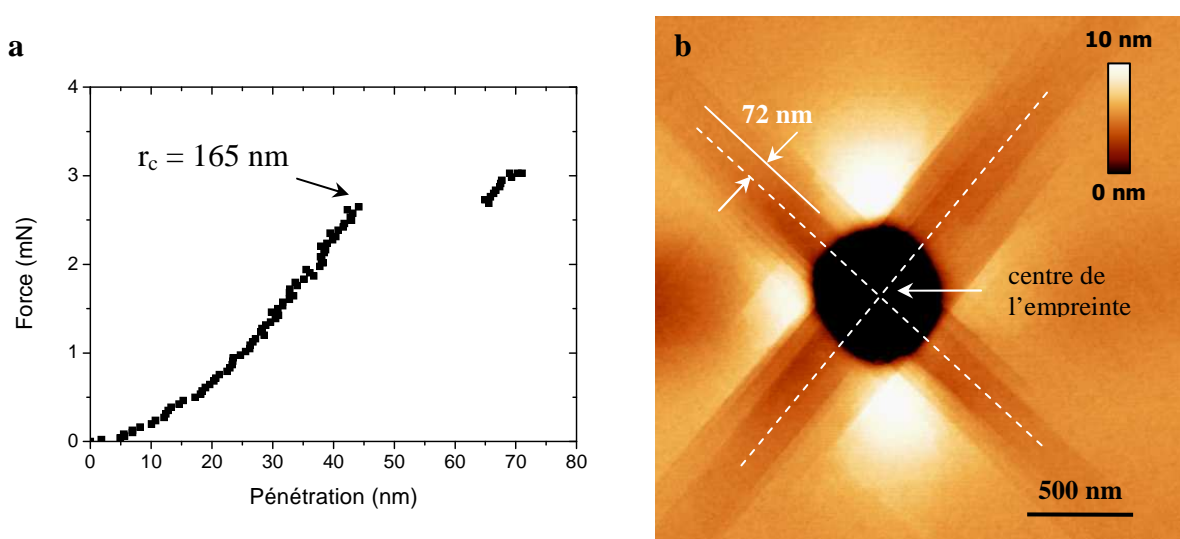 a
4
3
2
1
0
Force (mN)
r_c = 165 nm
0 10 20 30 40 50 60 70 80
Pénétration (nm)
b
10 nm
0 nm
72 nm
centre de
l’empreinte
500 nm